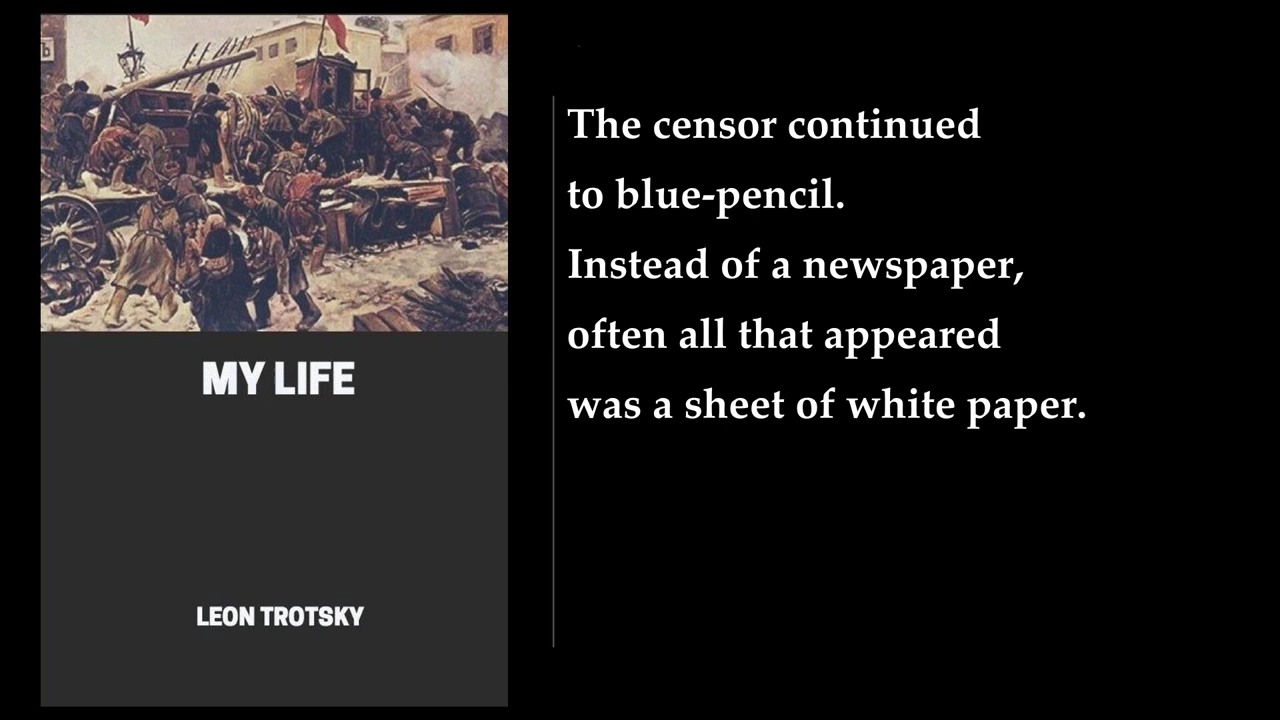 MY LIFE
LEON TROTSKY
The censor continued
to blue-pencil.
Instead of a newspaper,
often all that appeared
was a sheet of white paper.